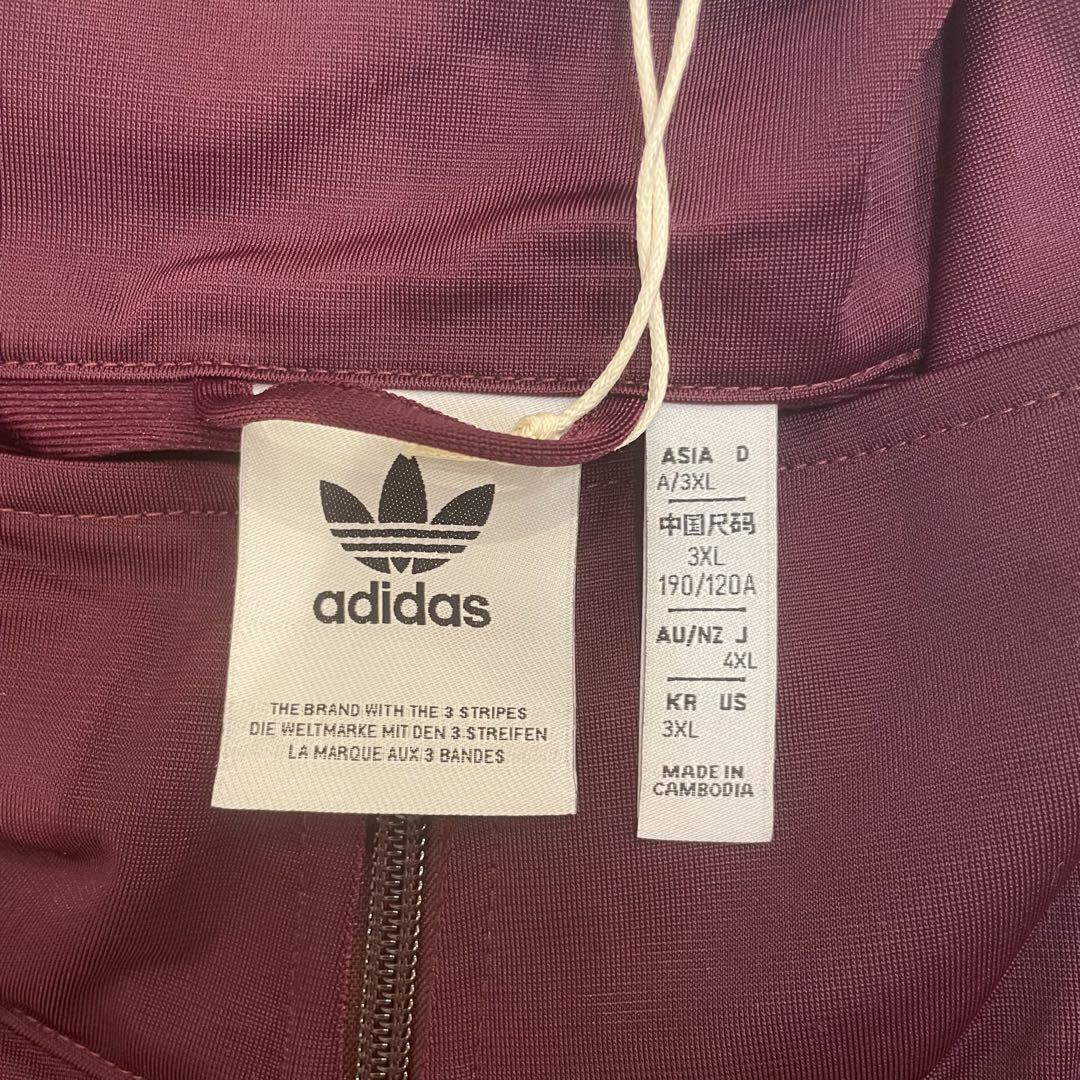 adidas
THE BRAND WITH THE 3 STRIPES
DIE WELTMARKE MIT DEN 3 STREIFEN
LA MARQUE AUX 3 BANDES
ASIA D
A/3XL
中国尺码
3XL
190/120A
AU/NZ J
4XL
KR US
3XL
MADE IN
CAMBODIA